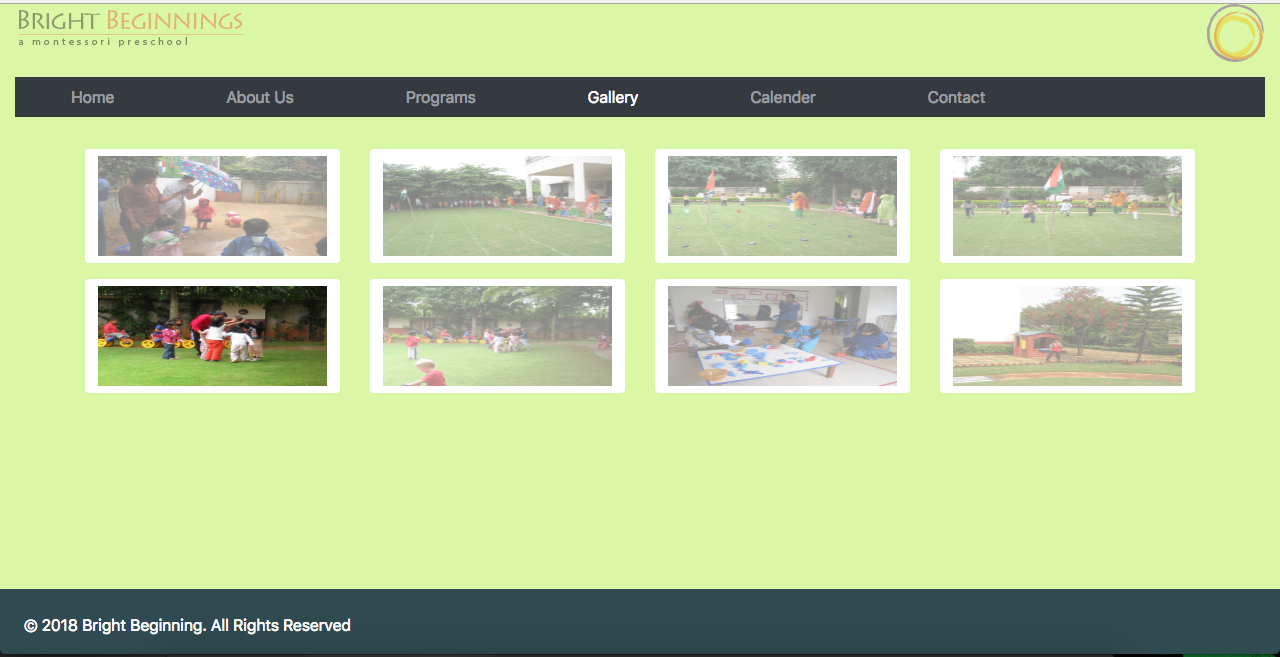 BRIGHT BEGINNINGS
a montessori preschool
Home About Us Programs Gallery Calender Contact
© 2018 Bright Beginning. All Rights Reserved